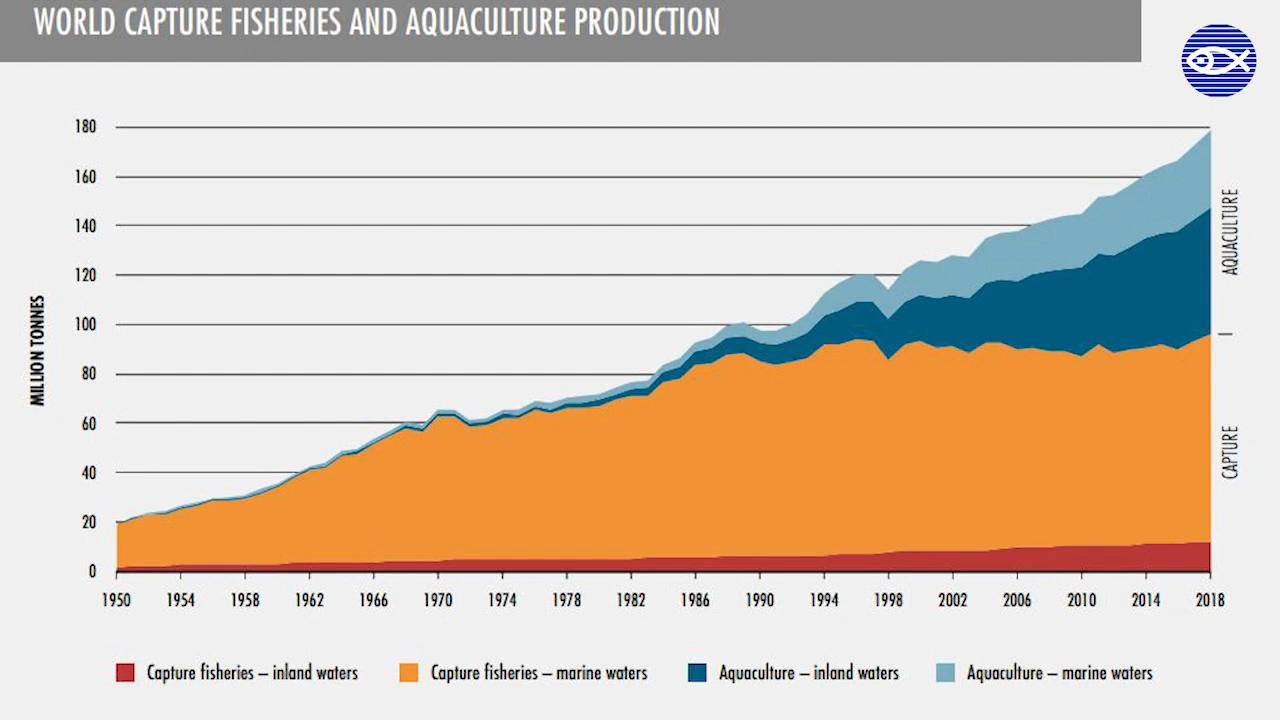 WORLD CAPTURE FISHERIES AND AQUACULTURE PRODUCTION
180
160
140
120
100
80
60
40
20
0
MILLION TONNES
AQUACULTURE
CAPTURE
1950 1954 1958 1962 1966 1970 1974 1978 1982 1986 1990 1994 1998 2002 2006 2010 2014 2018
Capture fisheries – inland waters Capture fisheries – marine waters Aquaculture – inland waters Aquaculture – marine waters